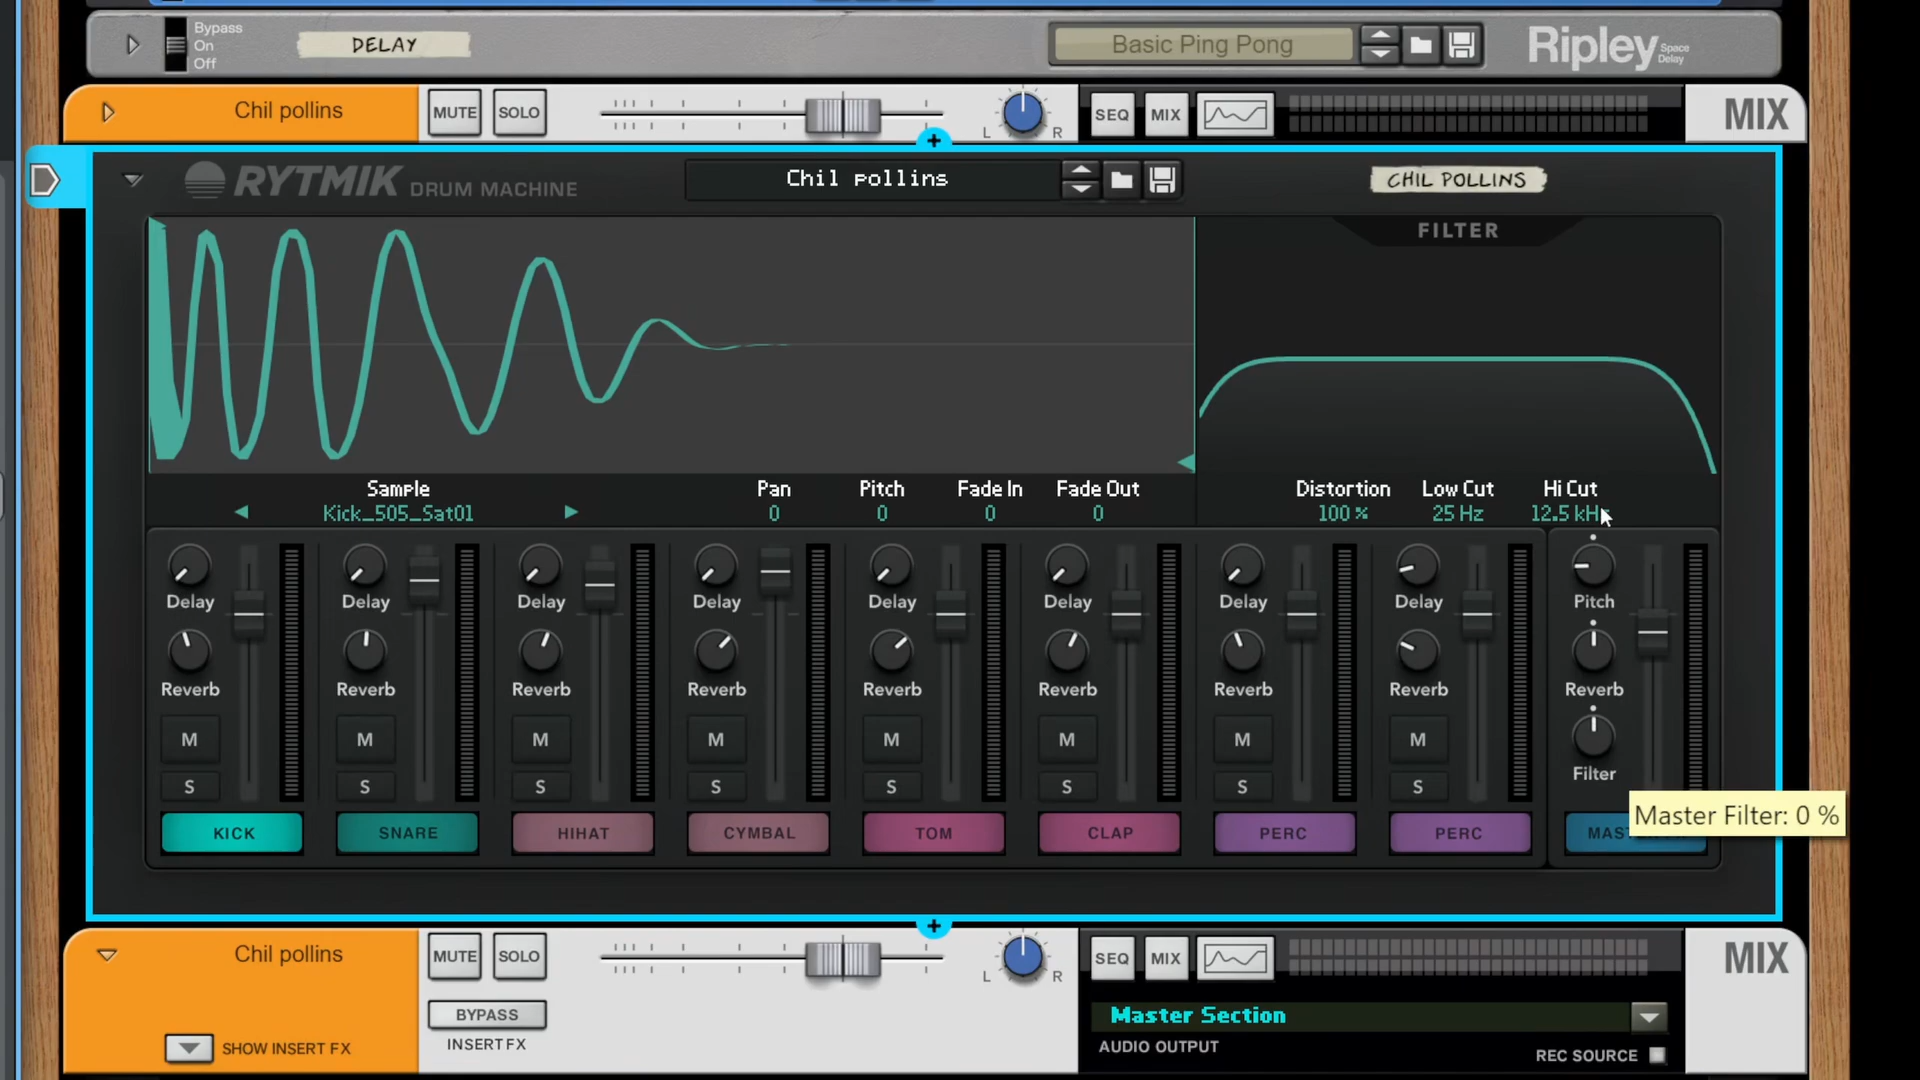 Bypass
On
Off
DELAY
Basic Ping Pong
Ripley Space Delay
Chil pollins
MUTE SOLO
L R
SEQ MIX
MIX
RYTMIK DRUM MACHINE
Chil pollins
CHIL POLLINS
FILTER
Sample Pan Pitch Fade In Fade Out Distortion Low Cut Hi Cut
Kick_505_Sat01 0 0 0 0 100 % 25 Hz 12.5 kHz
Delay Delay Delay Delay Delay Delay Delay Delay Pitch
Reverb Reverb Reverb Reverb Reverb Reverb Reverb Reverb Reverb
M M M M M M M M
Filter
S S S S S S S S
Master Filter: 0 %
KICK SNARE HIHAT CYMBAL TOM CLAP PERC PERC MAS
Chil pollins
MUTE SOLO
L R
SEQ MIX
MIX
BYPASS
INSERT FX
SHOW INSERT FX
Master Section
AUDIO OUTPUT
REC SOURCE